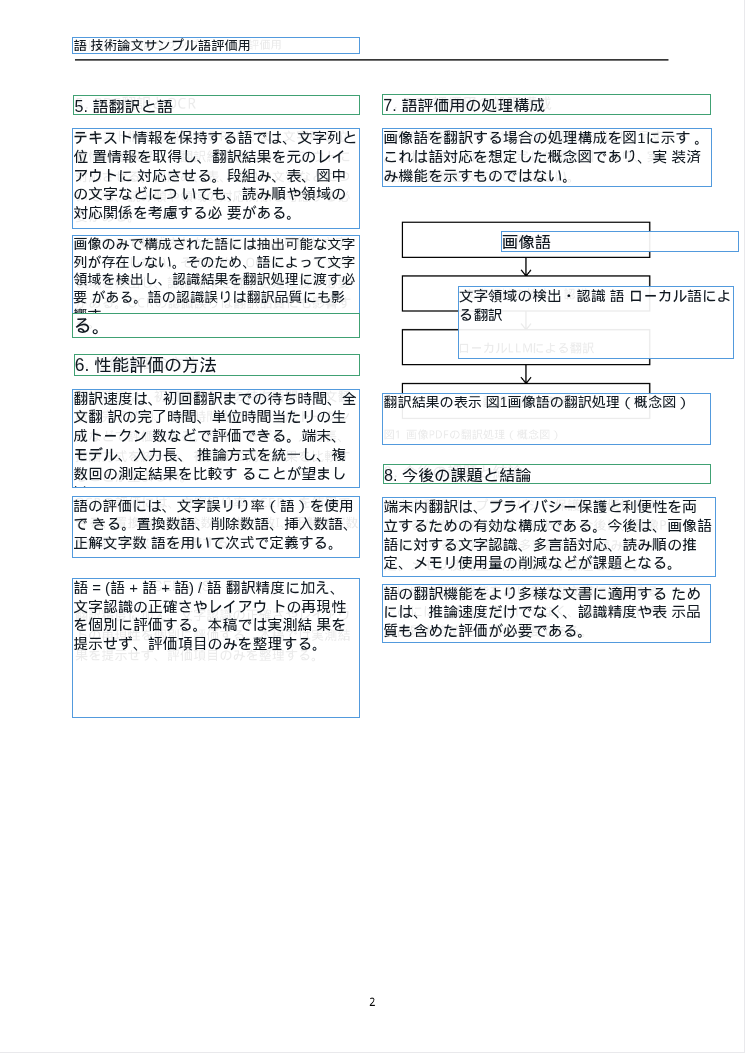 語 技術論文サンプル語評価用
5. 語翻訳と語
テキスト情報を保持する語では、文字列と
位 置情報を取得し、翻訳結果を元のレイ
アウトに 対応させる。段組み、表、図中
の文字などについても、読み順や領域の
対応関係を考慮する必 要がある。
画像のみで構成された語には抽出可能な文字
列が存在しない。そのため、語によって文字
領域を検出し、認識結果を翻訳処理に渡す必
要 がある。語の認識誤りは翻訳品質にも影
る。
6. 性能評価の方法
翻訳速度は、初回翻訳までの待ち時間、全
文翻 訳の完了時間、単位時間当たりの生
成トークン 数などで評価できる。端末、
モデル、入力長、 推論方式を統一し、複
数回の測定結果を比較す ることが望まし
語の評価には、文字誤りり率（語）を使用
で きる。置換数語、削除数語、挿入数語、
正解文字数 語を用いて次式で定義する。
語 = (語 + 語 + 語) / 語 翻訳精度に加え、
文字認識の正確さやレイアウ トの再現性
を個別に評価する。本稿では実測結 果を
提示せず、評価項目のみを整理する。
果を提示せず、評価項目のみを整理する。
7. 語評価用の処理構成
画像語を翻訳する場合の処理構成を図1に示す 。
これは語対応を想定した概念図であり、実 装済
み機能を示すものではない。
画像語
文字領域の検出・認識 語 ローカル語によ
る翻訳
ローカルLLMによる翻訳
翻訳結果の表示 図1画像語の翻訳処理（概念図）
図1 画像PDFの翻訳処理（概念図）
8. 今後の課題と結論
端末内翻訳は、プライバシー保護と利便性を両
立するための有効な構成である。今後は、画像語
語に対する文字認識、多言語対応、読み順の推
定、メモリ使用量の削減などが課題となる。
語の翻訳機能をより多様な文書に適用する ため
には、推論速度だけでなく、認識精度や表 示品
質も含めた評価が必要である。
2